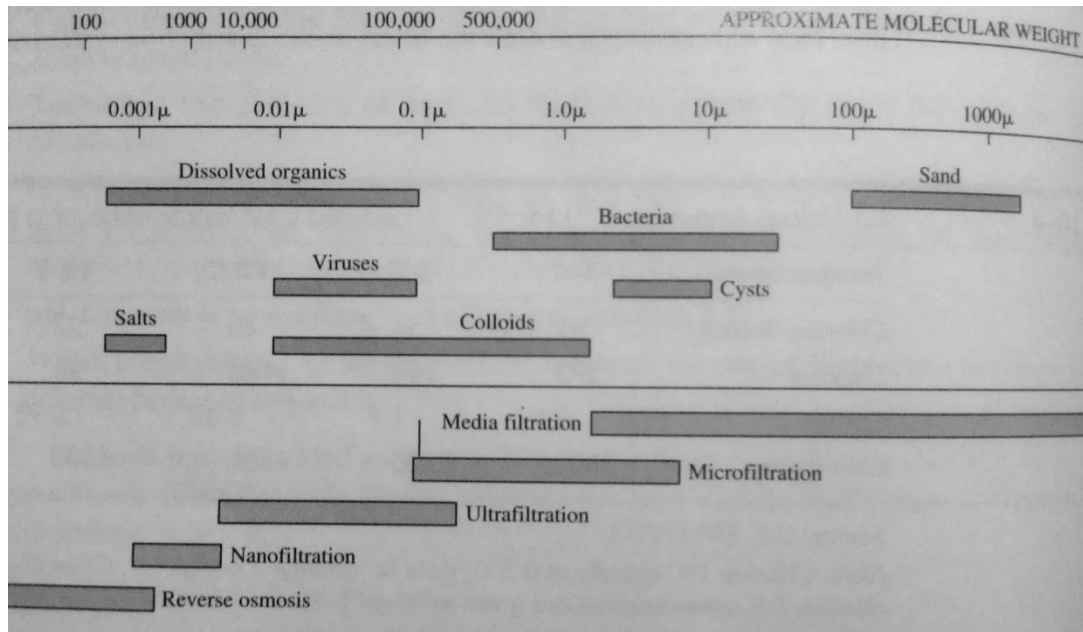 100 1000 10,000 100,000 500,000 APPROXIMATE MOLECULAR WEIGHT
0.001μ 0.01μ 0. 1μ 1.0μ 10μ 100μ 1000μ
Dissolved organics Sand
Bacteria
Viruses
Cysts
Salts Colloids
Media filtration
Microfiltration
Ultrafiltration
Nanofiltration
Reverse osmosis